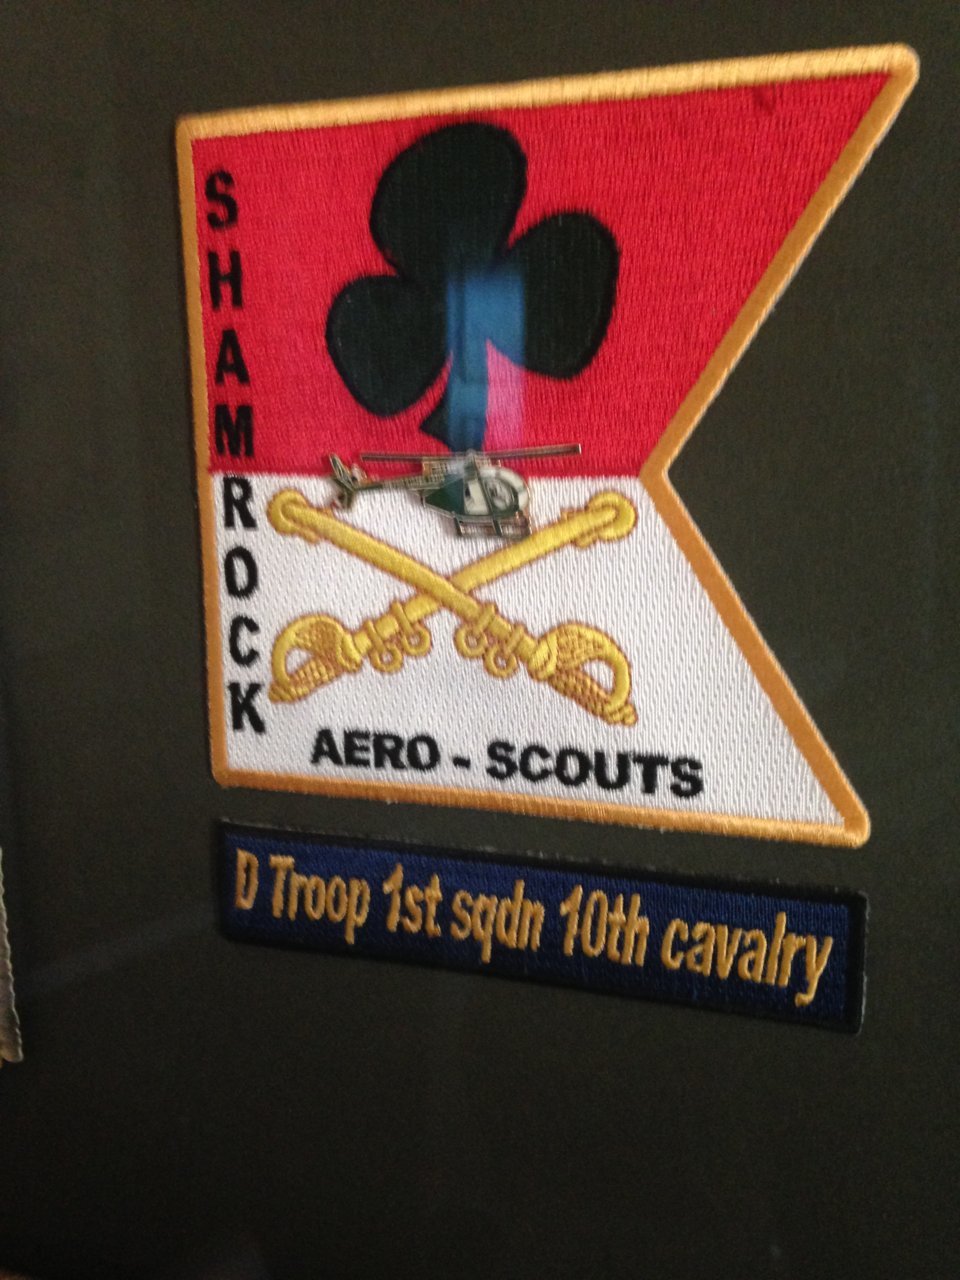 SHAMROCK
AERO - SCOUTS
D Troop 1st sqdn 10th cavalry